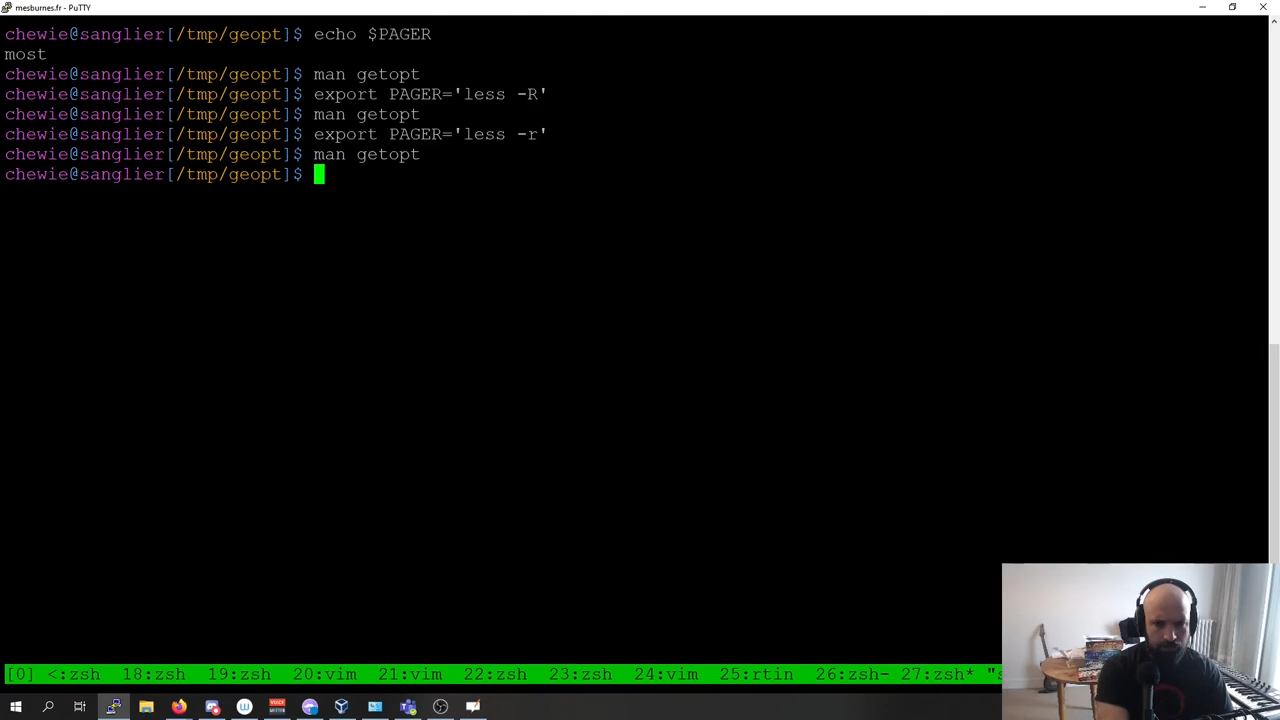 mesburnes.fr - PuTTY
chewie@sanglier[/tmp/geopt]$ echo $PAGER
most
chewie@sanglier[/tmp/geopt]$ man getopt
chewie@sanglier[/tmp/geopt]$ export PAGER='less -R'
chewie@sanglier[/tmp/geopt]$ man getopt
chewie@sanglier[/tmp/geopt]$ export PAGER='less -r'
chewie@sanglier[/tmp/geopt]$ man getopt
chewie@sanglier[/tmp/geopt]$
[0] <:zsh 18:zsh 19:zsh 20:vim 21:vim 22:zsh 23:zsh 24:vim 25:rtin 26:zsh- 27:zsh* "s